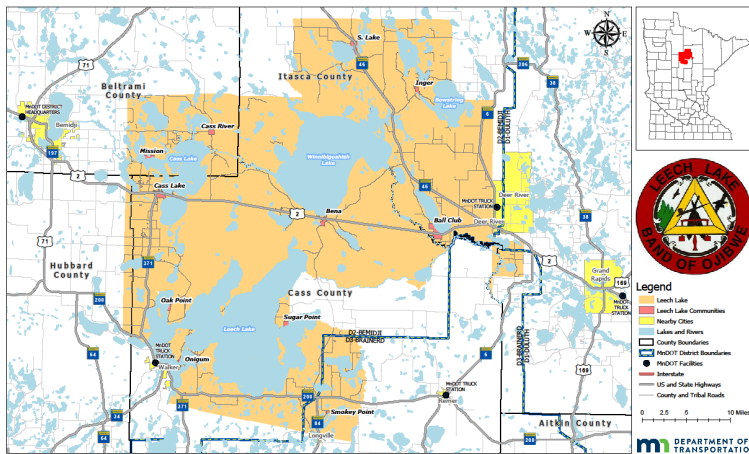 S. Lake
46
N
W
E
S
71
Itasca County
286
38
Beltrami
County
Inger
Bowstring
Lake
6
MNDOT DISTRICT
HEADQUARTERS
Bemidji
Cass River
D2-BEMIDJI
D1-DULUTH
197
Mission
Cass Lake
Winnibigoshish
Lake
2
Cass Lake
46
MNDOT TRUCK
STATION
Deer River
2
Bena
Ball Club
Deer River
38
71
371
2
Hubbard
County
Grand
Rapids
169
Cass County
MNDOT
TRUCK
STATION
200
Oak Point
Leech Lake
Sugar Point
D2-BEMIDJI
D3-BRAINERD
D3-BRAINERD
D1-DULUTH
64
MNDOT
TRUCK
STATION
Onigum
6
Walker
169
MNDOT TRUCK
STATION
200
Remer
371
34
Smokey Point
84
64
Longville
Aitkin County
200
LEECH LAKE
BAND OF OJIBWE
Legend
Leech Lake
Leech Lake Communities
Nearby Cities
Lakes and Rivers
County Boundaries
MnDOT District Boundaries
MnDOT Facilities
Interstate
US and State Highways
County and Tribal Roads
0 2.5 5 10 Miles
DEPARTMENT OF
TRANSPORTATION